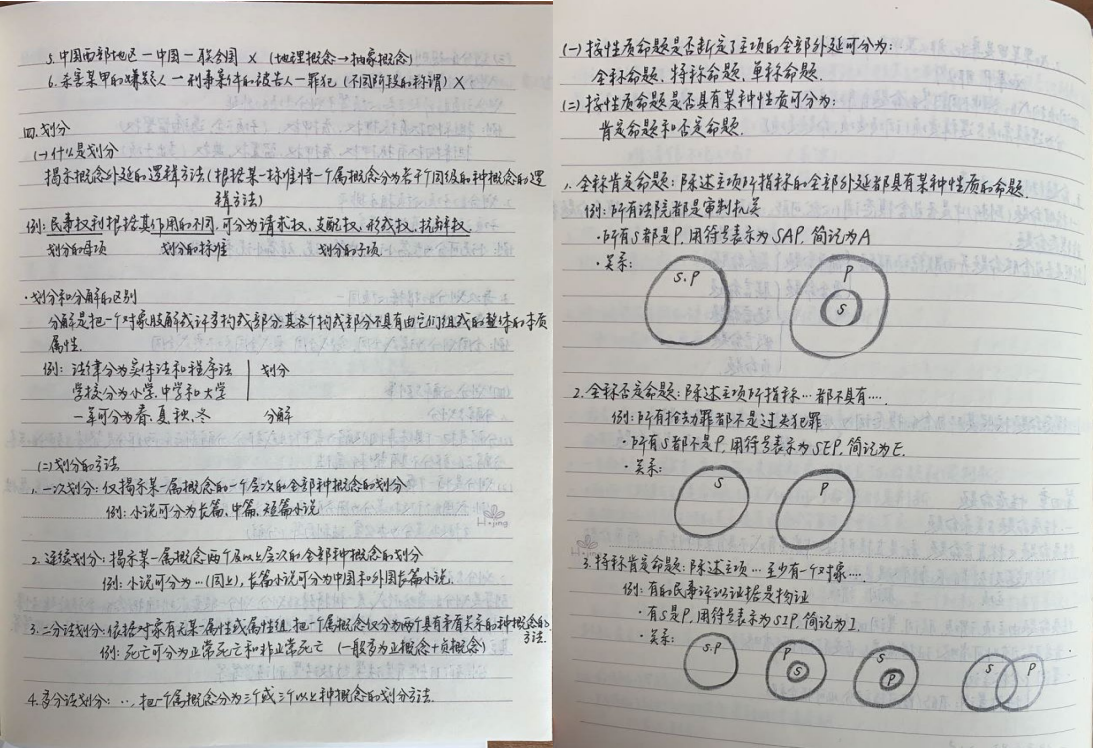 5. 中国西部地区 — 中国 — 联合国 × (地理概念→抽象概念)
6. 杀害某甲的嫌疑人 — 刑事案件的被告人 — 罪犯 (不同阶段的称谓) ×
四. 划分
(一) 什么是划分
揭示概念外延的逻辑方法(根据某一标准将一个属概念分为若干个同级的种概念的逻
辑方法)
例: 民事权利根据其作用的不同, 可分为请求权、支配权、形成权、抗辩权.
划分的母项 划分的标准 划分的子项
·划分和分解的区别
分解是把一个对象肢解成许多构成部分,其各个构成部分不具有由它们组成的整体的本质
属性.
例: 法律分为实体法和程序法 划分
学校分为小学、中学和大学
一年可分为春、夏、秋、冬 分解
(二) 划分的方法
1. 一次划分: 仅揭示某一属概念的一个层次的全部种概念的划分
例: 小说可分为长篇、中篇、短篇小说
H·jing
2. 连续划分: 揭示某一属概念两个及以上层次的全部种概念的划分
例: 小说可分为…(同上), 长篇小说可分为中国和外国长篇小说.
3. 二分法划分: 依据对象有无某一属性或属性组, 把一个属概念仅分为两个具有矛盾关系的种概念的
方法.
例: 死亡可分为正常死亡和非正常死亡 (一般多为正概念+负概念)
4. 多分法划分: …, 把一个属概念分为三个或三个以上种概念的划分方法.
(一) 按性质命题是否断定了主项的全部外延可分为:
全称命题、特称命题、单称命题.
(二) 按性质命题是否具有某种性质可分为:
肯定命题和否定命题.
1. 全称肯定命题: 陈述主项所指称的全部外延都具有某种性质的命题.
例: 所有法院都是审判机关
·所有S都是P, 用符号表示为SAP, 简记为A
·关系:
S·P
P
S
2. 全称否定命题: 陈述主项所指称…都不具有….
例: 所有抢劫罪都不是过失犯罪
·所有S都不是P, 用符号表示为SEP, 简记为E.
·关系:
S
P
3. 特称肯定命题: 陈述主项…至少有一个对象….
例: 有的民事诉讼证据是物证
·有S是P, 用符号表示为SIP, 简记为I.
·关系:
S·P
P
S
S
P
S
P